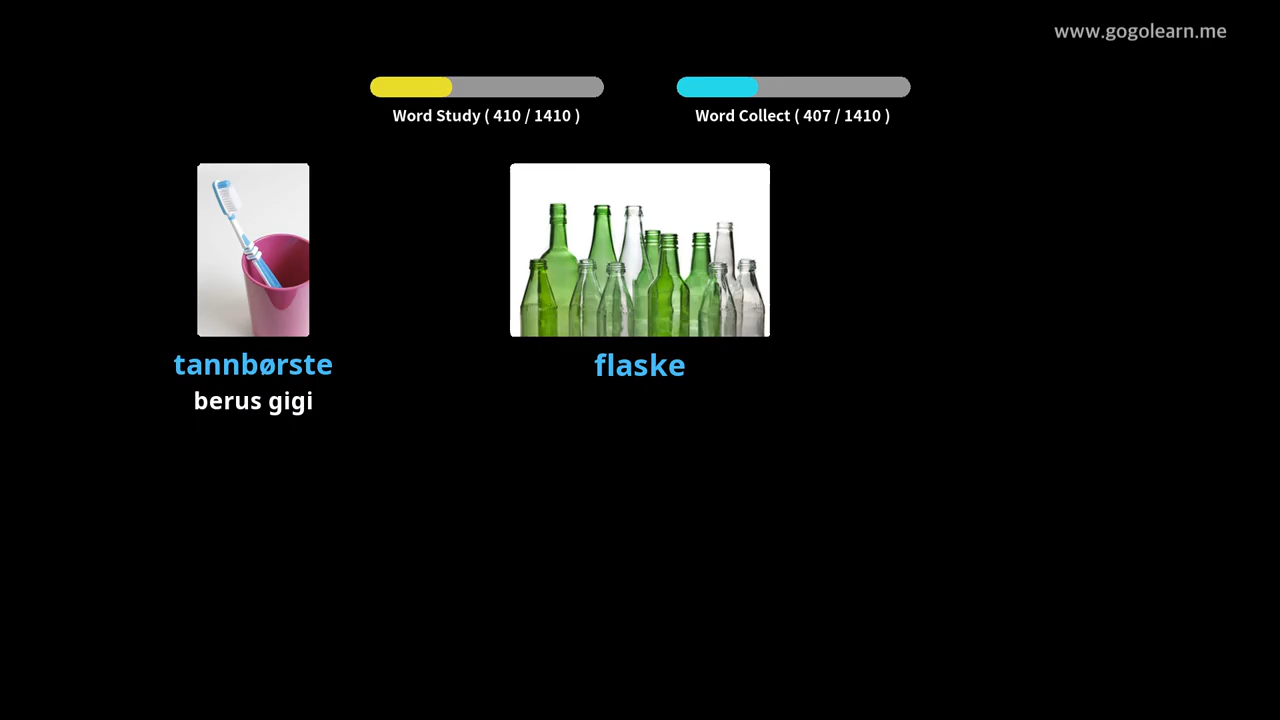 www.gogolearn.me
Word Study ( 410 / 1410 )
Word Collect ( 407 / 1410 )
tannbørste
berus gigi
flaske